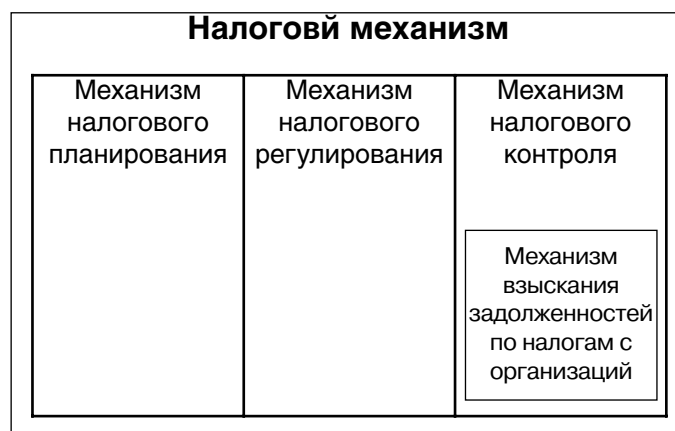 Налоговй механизм
Механизм
налогового
планирования
Механизм
налогового
регулирования
Механизм
налогового
контроля
Механизм
взыскания
задолженностей
по налогам с
организаций